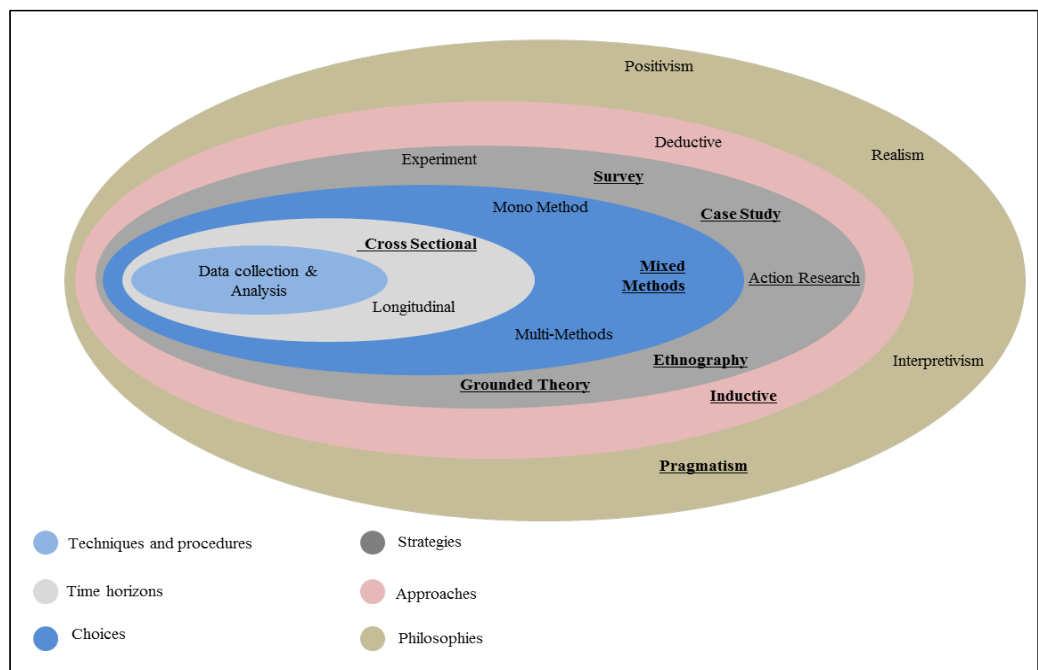 Positivism
Deductive
Realism
Experiment
Survey
Mono Method
Case Study
Cross Sectional
Data collection &
Analysis
Mixed
Methods
Action Research
Longitudinal
Multi-Methods
Ethnography
Interpretivism
Grounded Theory
Inductive
Pragmatism
Techniques and procedures
Strategies
Time horizons
Approaches
Choices
Philosophies